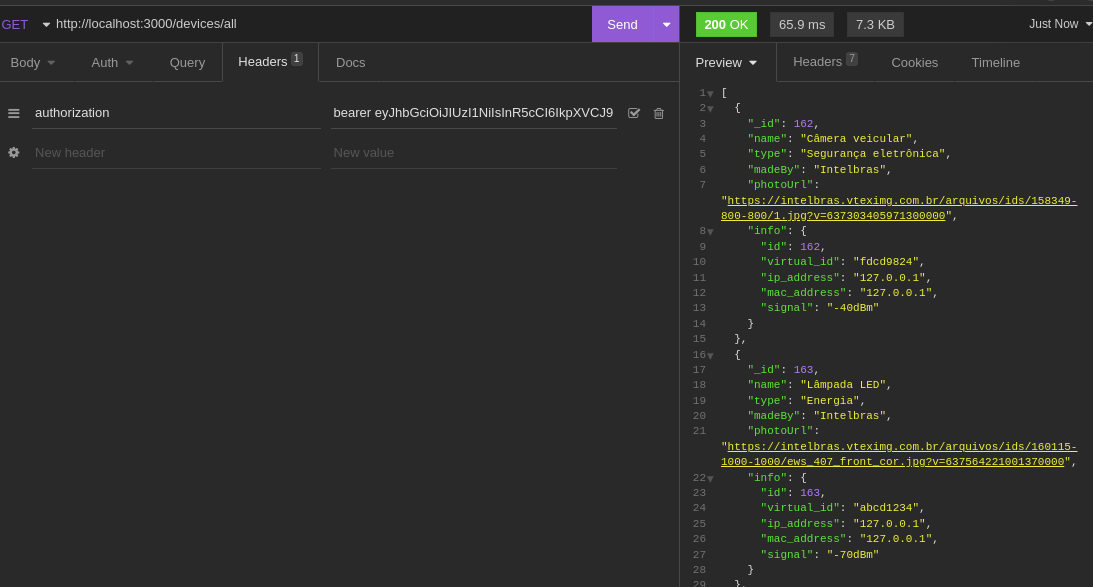 GET http://localhost:3000/devices/all Send 200 OK 65.9 ms 7.3 KB Just Now
Body Auth Query Headers 1 Docs
authorization bearer eyJhbGciOiJIUzI1NiIsInR5cCI6IkpXVCJ9
New header New value
Preview Headers 7 Cookies Timeline
1 [
2 {
3 "_id": 162,
4 "name": "Câmera veicular",
5 "type": "Segurança eletrônica",
6 "madeBy": "Intelbras",
7 "photoUrl":
"https://intelbras.vteximg.com.br/arquivos/ids/158349-
800-800/1.jpg?v=637303405971300000",
8 "info": {
9 "id": 162,
10 "virtual_id": "fdcd9824",
11 "ip_address": "127.0.0.1",
12 "mac_address": "127.0.0.1",
13 "signal": "-40dBm"
14 }
15 },
16 {
17 "_id": 163,
18 "name": "Lâmpada LED",
19 "type": "Energia",
20 "madeBy": "Intelbras",
21 "photoUrl":
"https://intelbras.vteximg.com.br/arquivos/ids/160115-
1000-1000/ews_407_front_cor.jpg?v=637564221001370000",
22 "info": {
23 "id": 163,
24 "virtual_id": "abcd1234",
25 "ip_address": "127.0.0.1",
26 "mac_address": "127.0.0.1",
27 "signal": "-70dBm"
28 }
29 },